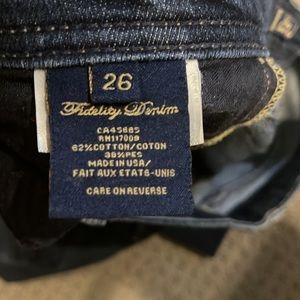 26
Fidelity Denim
CA45685
RN117009
62%COTTON/COTON
38%PES
MADE IN USA/
FAIT AUX ETATS-UNIS
CARE ON REVERSE